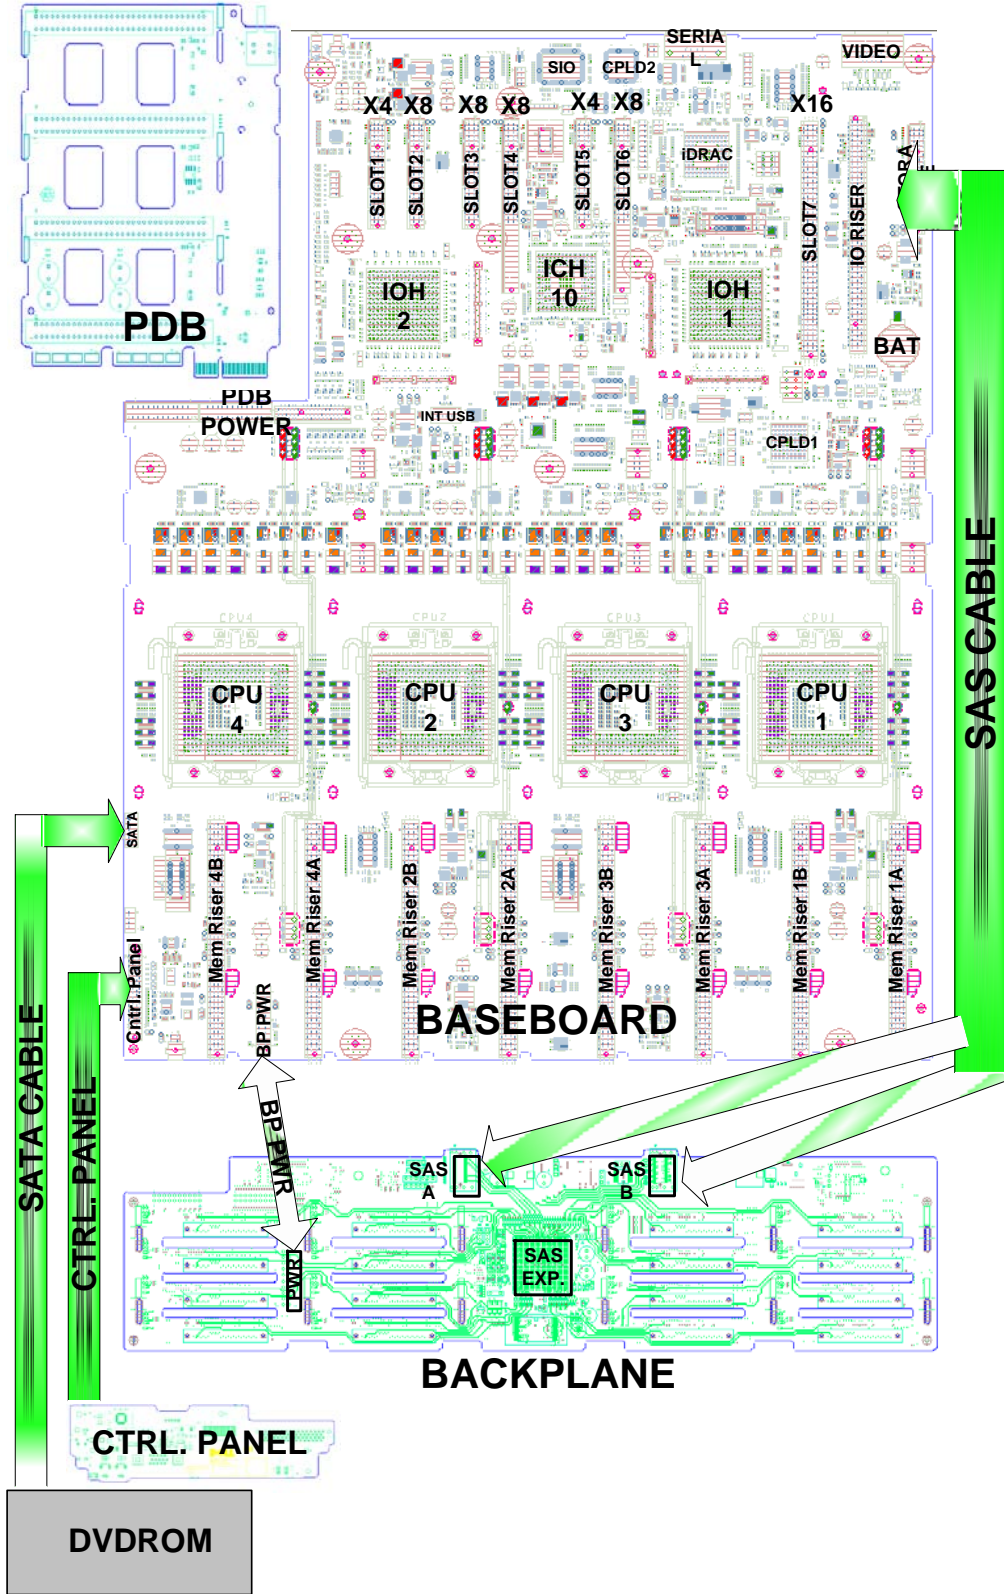 SERIA
L
VIDEO
SIO
CPLD2
X4
X8
X8
X8
X4
X8
X16
SLOT1
SLOT2
SLOT3
SLOT4
SLOT5
SLOT6
iDRAC
SLOT7
IO RISER
IOH
2
ICH
10
IOH
1
BAT
PDB
PDB
POWER
INT USB
CPLD1
SAS CABLE
CPU4
CPU2
CPU3
CPU1
CPU
4
CPU
2
CPU
3
CPU
1
SATA
Cntrl. Panel
Mem Riser 4B
Mem Riser 4A
Mem Riser 2B
Mem Riser 2A
Mem Riser 3B
Mem Riser 3A
Mem Riser 1B
Mem Riser 1A
BP PWR
BASEBOARD
SATA CABLE
CTRL. PANEL
BP PWR
SAS
A
SAS
B
PWR
SAS
EXP.
BACKPLANE
CTRL. PANEL
DVDROM